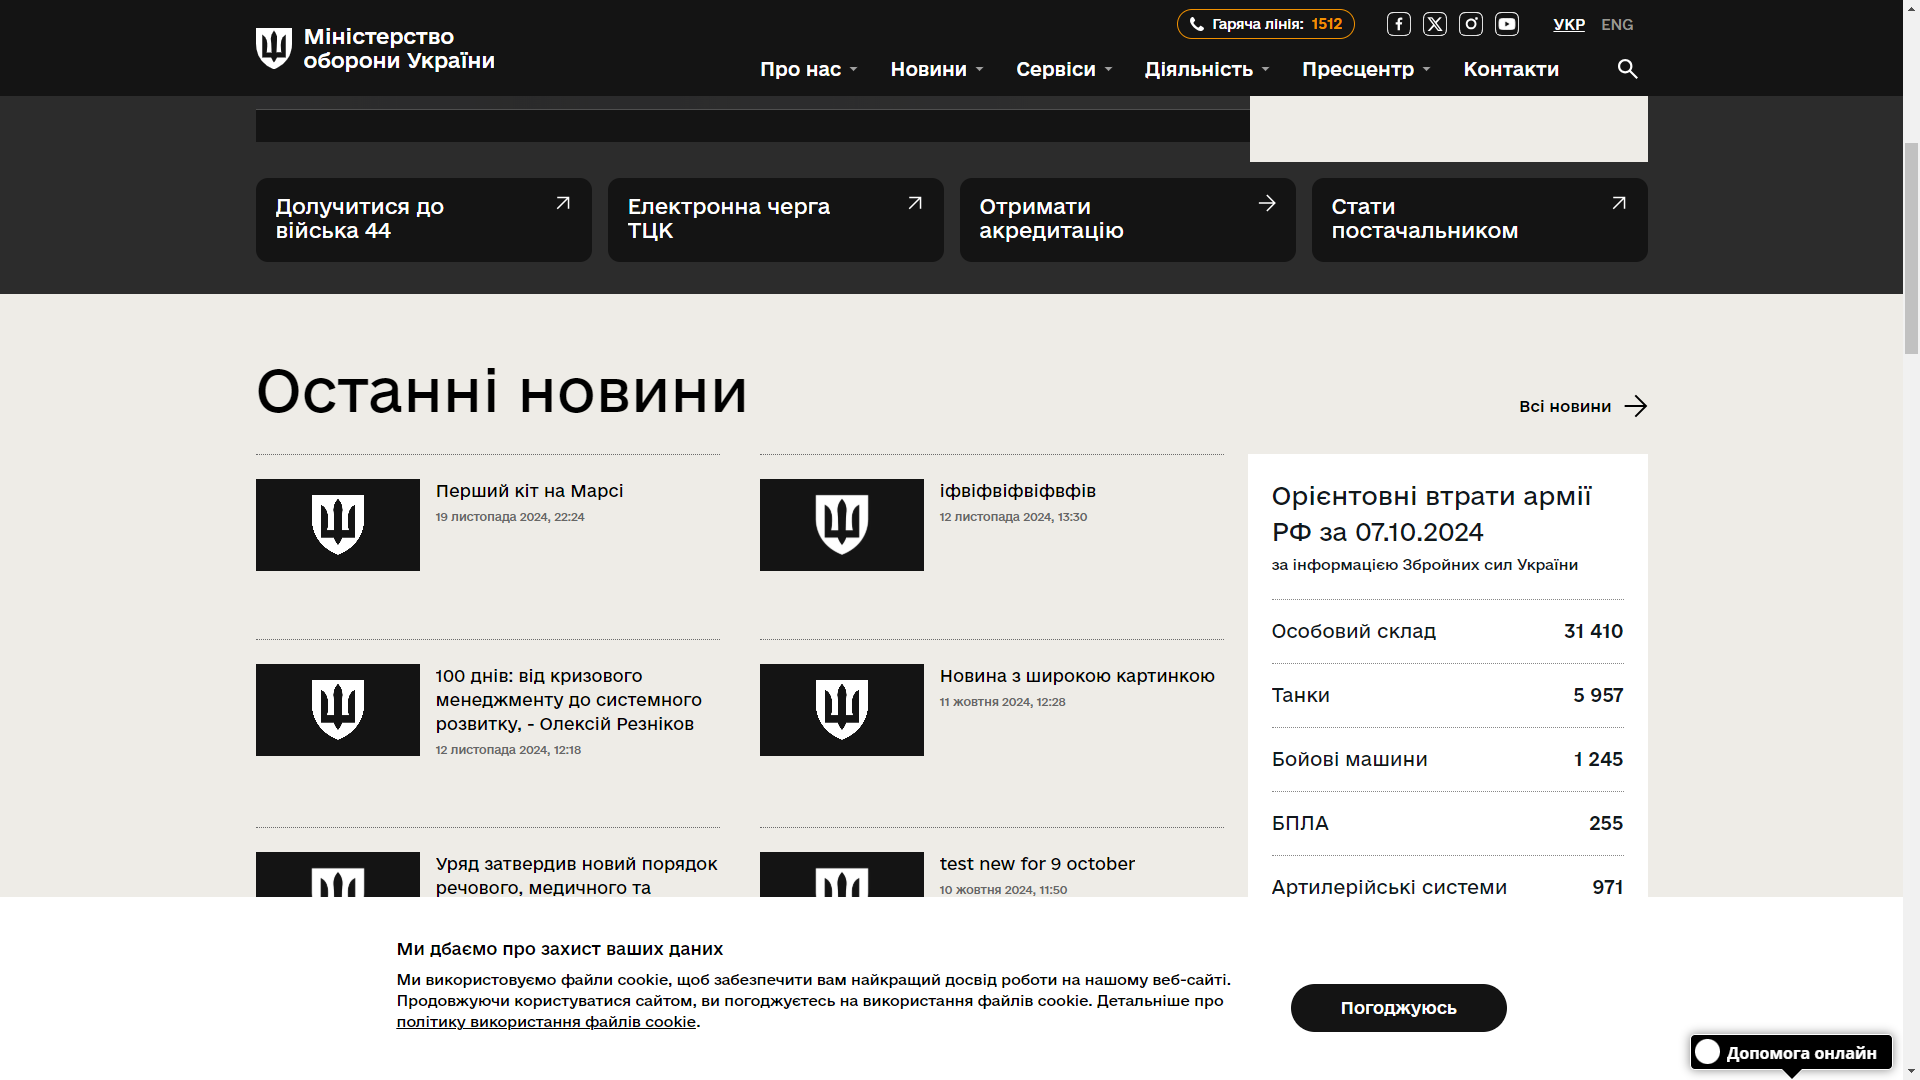 Міністерство
оборони України
Гаряча лінія: 1512
УКР ENG
Про нас
Новини
Сервіси
Діяльність
Пресцентр
Контакти
Долучитися до
війська 44
Електронна черга
ТЦК
Отримати
акредитацію
Стати
постачальником
Останні новини
Всі новини
Перший кіт на Марсі
19 листопада 2024, 22:24
іфвіфвіфвіфвфів
12 листопада 2024, 13:30
100 днів: від кризового
менеджменту до системного
розвитку, - Олексій Резніков
12 листопада 2024, 12:18
Новина з широкою картинкою
11 жовтня 2024, 12:28
Уряд затвердив новий порядок
речового, медичного та
test new for 9 october
10 жовтня 2024, 11:50
Орієнтовні втрати армії
РФ за 07.10.2024
за інформацією Збройних сил України
Особовий склад 31 410
Танки 5 957
Бойові машини 1 245
БПЛА 255
Артилерійські системи 971
Ми дбаємо про захист ваших даних
Ми використовуємо файли cookie, щоб забезпечити вам найкращий досвід роботи на нашому веб-сайті.
Продовжуючи користуватися сайтом, ви погоджуєтесь на використання файлів cookie. Детальніше про
політику використання файлів cookie.
Погоджуюсь
Допомога онлайн